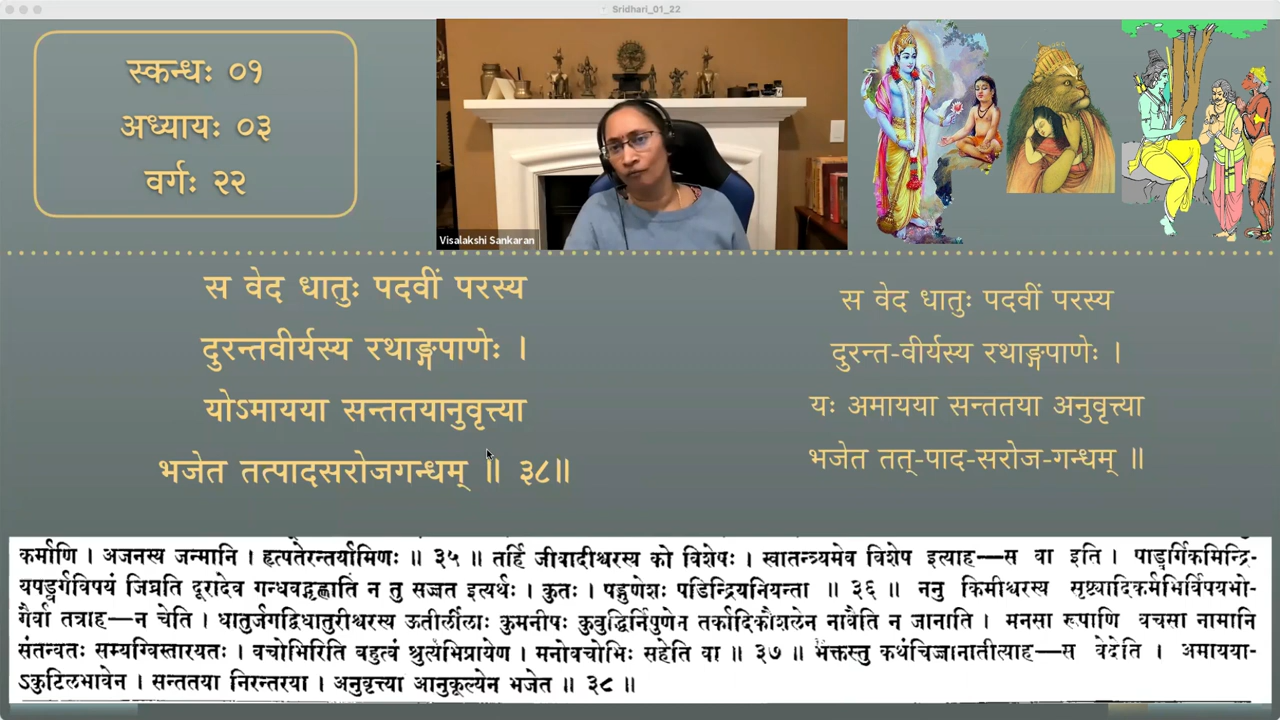 Sridhari_01_22
स्कन्धः ०१
अध्यायः ०३
वर्गः २२
Visalakshi Sankaran
स वेद धातुः पदवीं परस्य
दुरन्तवीर्यस्य रथाङ्गपाणेः ।
योऽमायया सन्ततयानुवृत्त्या
भजेत तत्पादसरोजगन्धम् ॥ ३८॥
स वेद धातुः पदवीं परस्य
दुरन्त-वीर्यस्य रथाङ्गपाणेः ।
यः अमायया सन्ततया अनुवृत्त्या
भजेत तत्-पाद-सरोज-गन्धम् ॥
कर्माणि । अजनस्य जन्मानि । हृत्पतेरन्तर्यामिणः ॥ ३५ ॥ तर्हि जीवादीश्वरस्य को विशेषः । स्वातन्त्र्यमेव विशेष इत्याह—स वा इति । षाड्वर्गिकमिन्द्रि-
यषड्वर्गविषयं जिघ्रति दूरादेव गन्धवद्गृह्णाति न तु सज्जत इत्यर्थः । कुतः । षड्गुणेशः षडिन्द्रियनियन्ता ॥ ३६ ॥ ननु किमीश्वरस्य सृष्ट्यादिकर्मभिर्विषयभो-
गैर्वा तत्राह—न चेति । धातुर्जगद्विधातुरीश्वरस्य ऊतीर्लीलाः कुमनीषः कुबुद्धिर्निपुणेन तर्कादिकौशलेन नावैति न जानाति । मनसा रूपाणि वचसा नामानि
संतन्वतः सम्यग्विस्तारयतः । वचोभिरिति बहुत्वं श्रुत्यभिप्रायेण । मनोवचोभिः सहेति वा ॥ ३७ ॥ भक्तस्तु कथंचिज्जानातीत्याह—स वेदेति । अमायया-
ऽकुटिलभावेन । सन्ततया निरन्तरया । अनुवृत्त्या आनुकूल्येन भजेत ॥ ३८ ॥